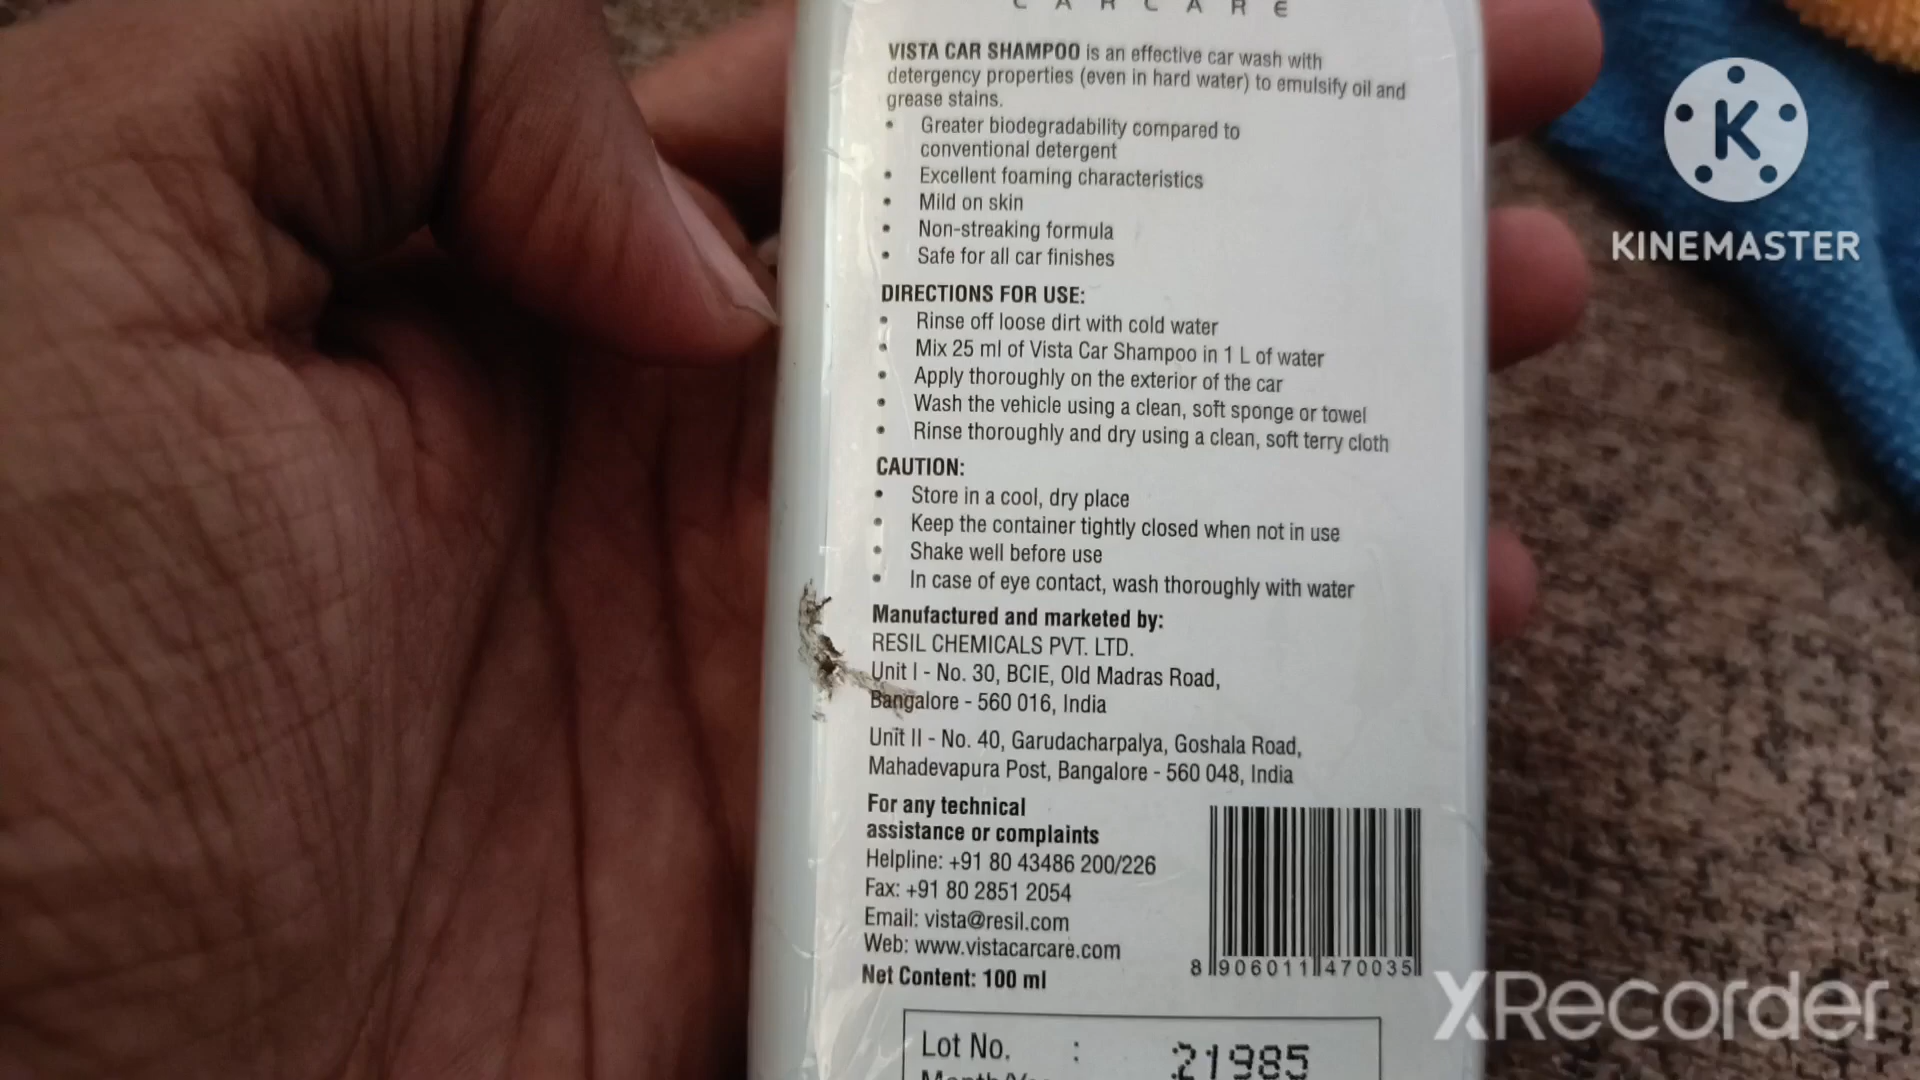 CARCARE
VISTA CAR SHAMPOO is an effective car wash with
detergency properties (even in hard water) to emulsify oil and
grease stains.
• Greater biodegradability compared to
conventional detergent
• Excellent foaming characteristics
• Mild on skin
• Non-streaking formula
• Safe for all car finishes
DIRECTIONS FOR USE:
• Rinse off loose dirt with cold water
• Mix 25 ml of Vista Car Shampoo in 1 L of water
• Apply thoroughly on the exterior of the car
• Wash the vehicle using a clean, soft sponge or towel
• Rinse thoroughly and dry using a clean, soft terry cloth
CAUTION:
• Store in a cool, dry place
• Keep the container tightly closed when not in use
• Shake well before use
• In case of eye contact, wash thoroughly with water
Manufactured and marketed by:
RESIL CHEMICALS PVT. LTD.
Unit I - No. 30, BCIE, Old Madras Road,
Bangalore - 560 016, India
Unit II - No. 40, Garudacharpalya, Goshala Road,
Mahadevapura Post, Bangalore - 560 048, India
For any technical
assistance or complaints
Helpline: +91 80 43486 200/226
Fax: +91 80 2851 2054
Email: vista@resil.com
Web: www.vistacarcare.com
Net Content: 100 ml
8 906011 470035
Lot No. : 21985
K
KINEMASTER
XRecorder